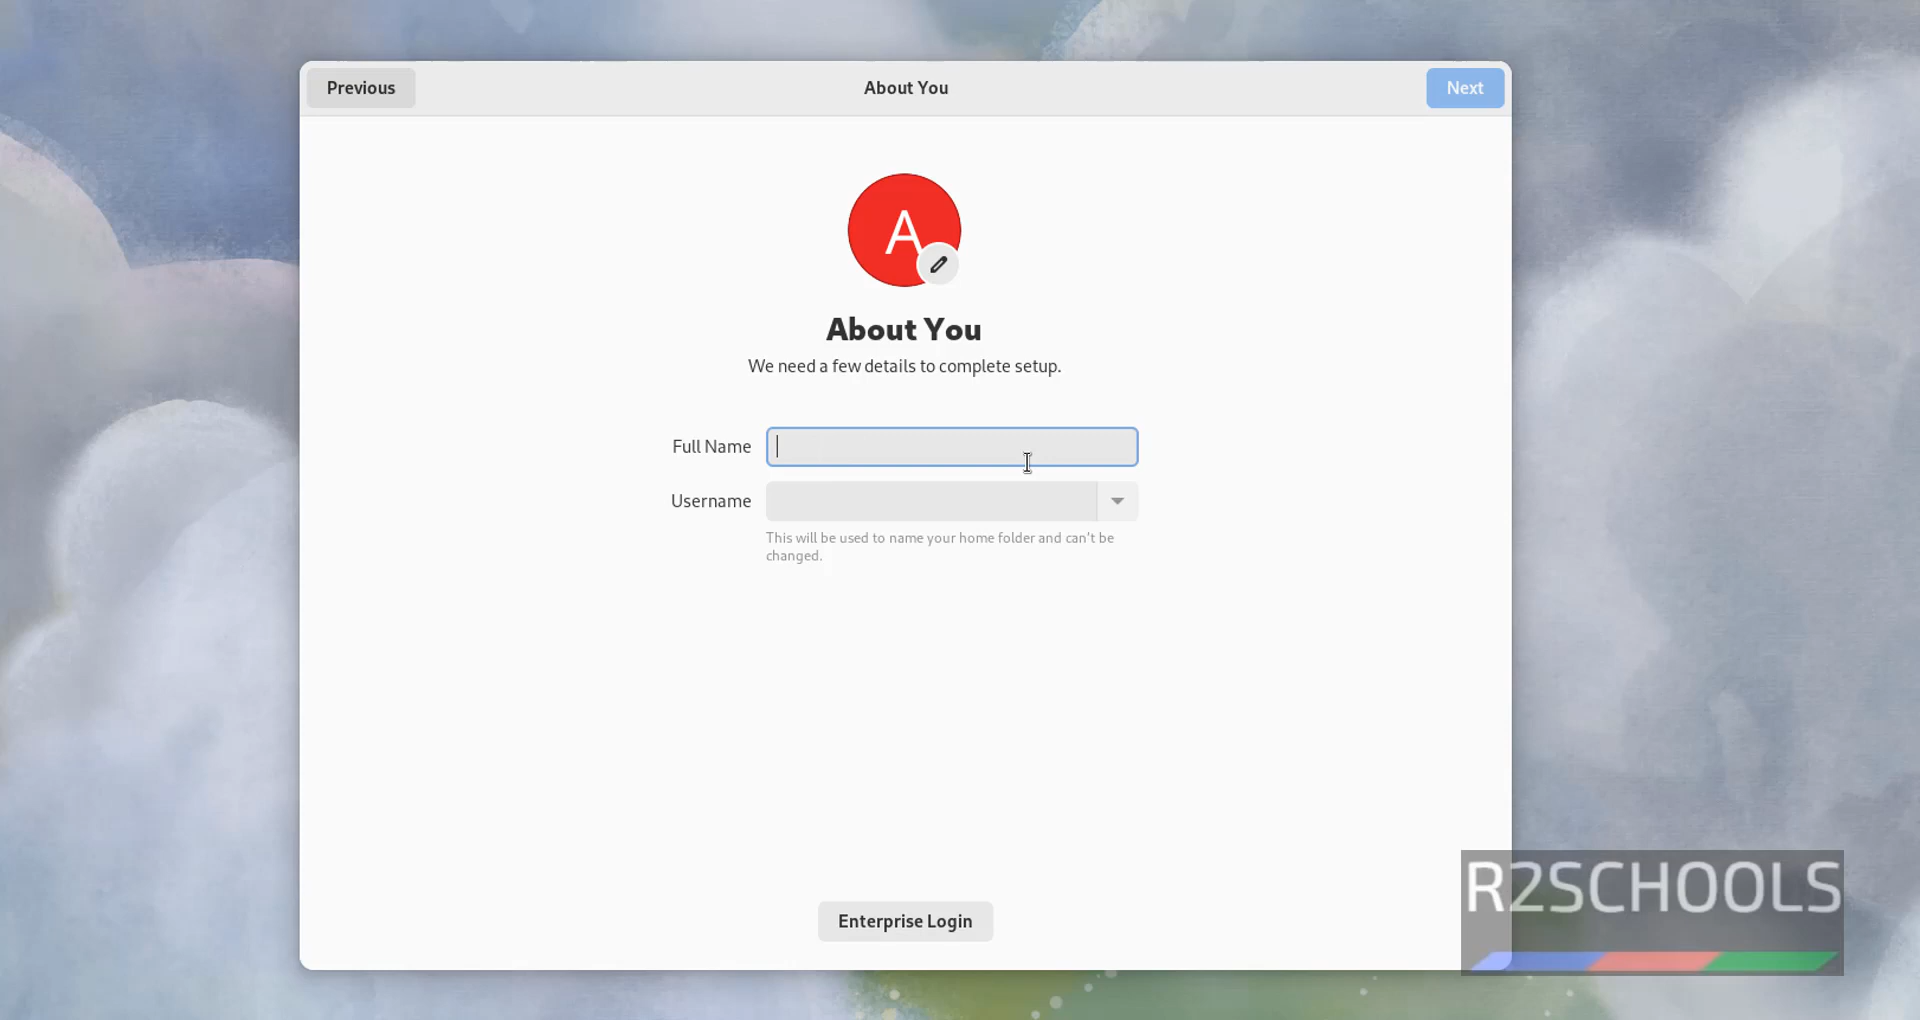 Previous
About You
Next
A
About You
We need a few details to complete setup.
Full Name
Username
This will be used to name your home folder and can't be
changed.
Enterprise Login
R2SCHOOLS